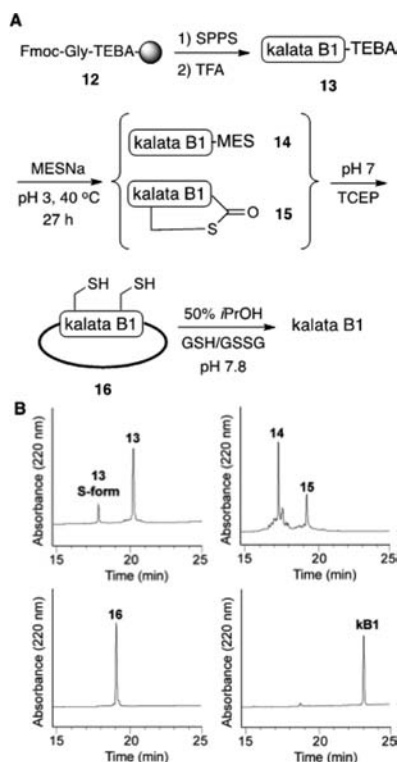 A
Fmoc-Gly-TEBA-
12
1) SPPS
2) TFA
kalata B1-TEBA
13
MESNa
pH 3, 40 °C
27 h
kalata B1-MES 14
kalata B1
O
S
15
pH 7
TCEP
SH SH
kalata B1
16
50% iPrOH
GSH/GSSG
pH 7.8
kalata B1
B
Absorbance (220 nm)
13
S-form
13
15 20 25
Time (min)
Absorbance (220 nm)
14
15
15 20 25
Time (min)
Absorbance (220 nm)
16
15 20 25
Time (min)
Absorbance (220 nm)
kB1
15 20 25
Time (min)